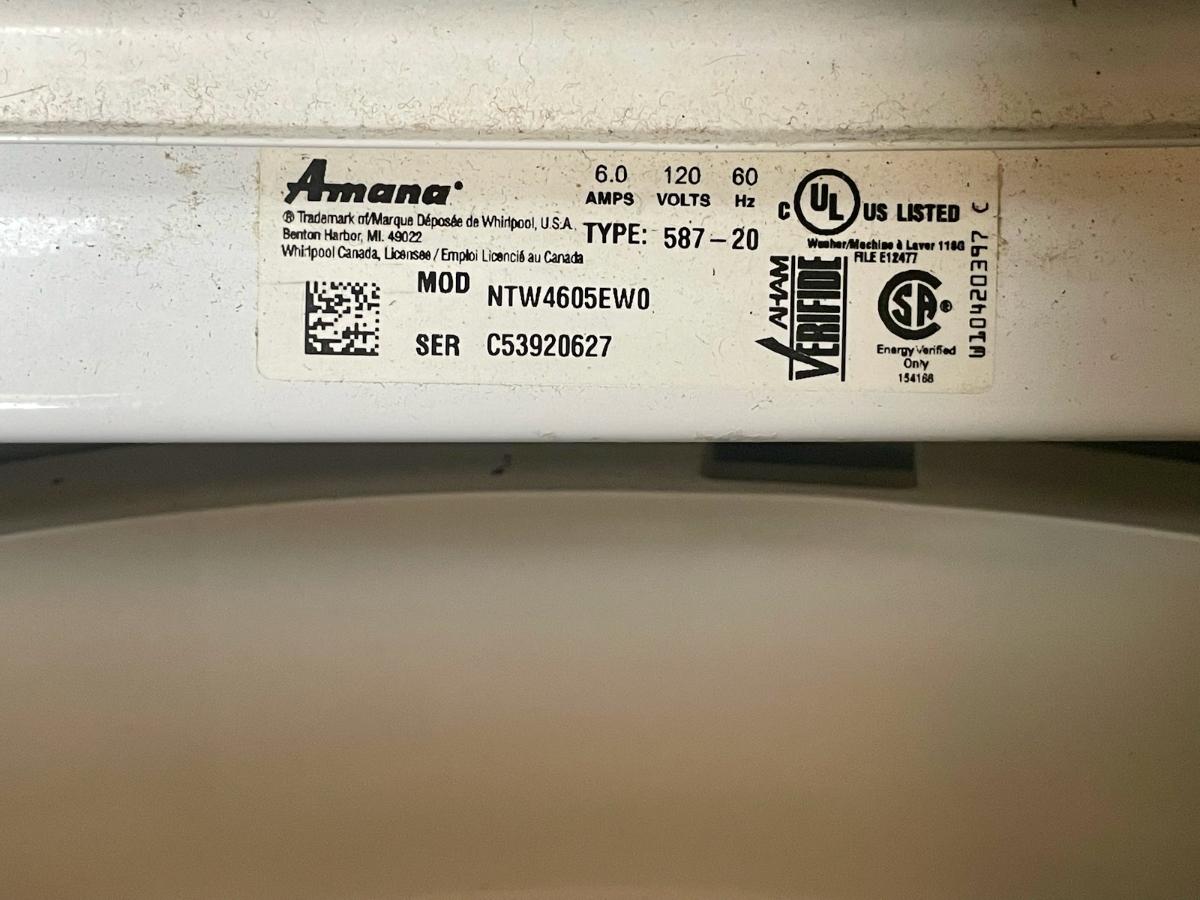 Amana®
® Trademark of/Marque Déposée de Whirlpool, U.S.A.
Benton Harbor, MI. 49022
Whirlpool Canada, Licensee / Emploi Licencié au Canada
6.0 120 60
AMPS VOLTS Hz
TYPE: 587-20
MOD NTW4605EW0
SER C53920627
C UL US LISTED
Washer/Machine à Laver 118G
FILE E12477
AHAM
VERIFIDE
SA®
Energy Verified
Only
154168
W10420397 C